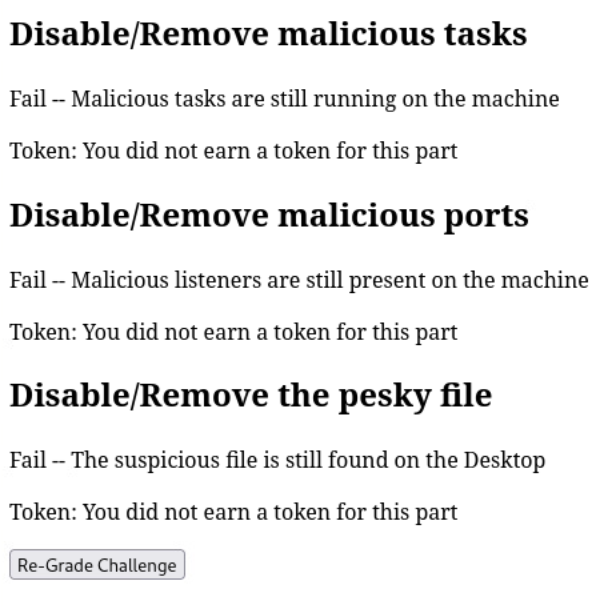 Disable/Remove malicious tasks
Fail -- Malicious tasks are still running on the machine
Token: You did not earn a token for this part
Disable/Remove malicious ports
Fail -- Malicious listeners are still present on the machine
Token: You did not earn a token for this part
Disable/Remove the pesky file
Fail -- The suspicious file is still found on the Desktop
Token: You did not earn a token for this part
Re-Grade Challenge